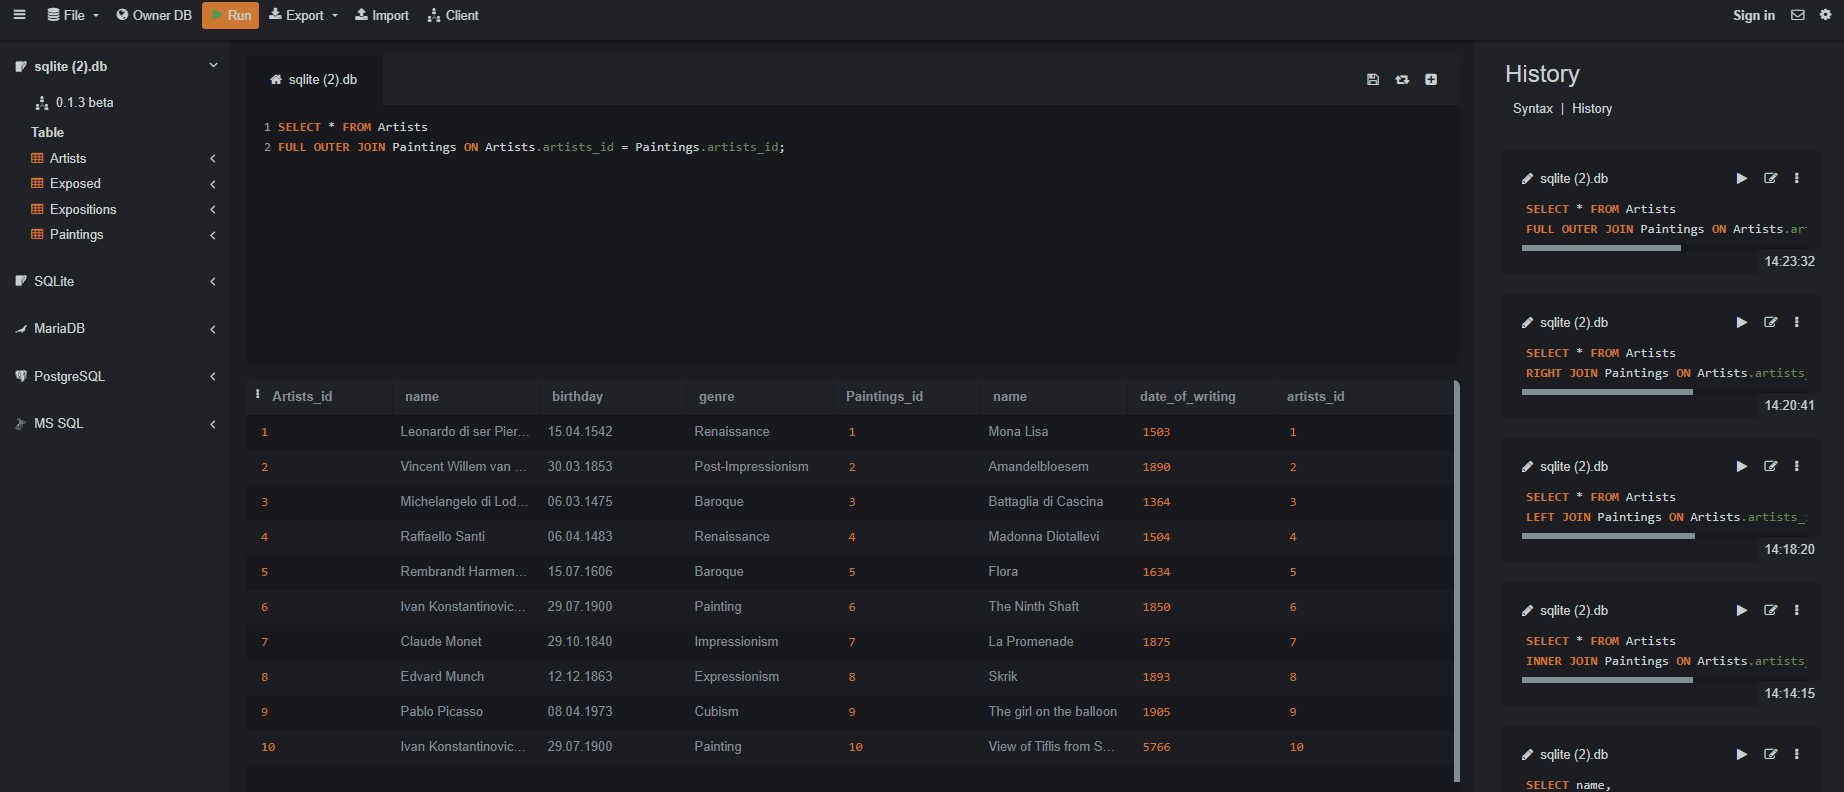 File Owner DB Run Export Import Client Sign in
sqlite (2).db
0.1.3 beta
Table
Artists
Exposed
Expositions
Paintings
SQLite
MariaDB
PostgreSQL
MS SQL
sqlite (2).db
1 SELECT * FROM Artists
2 FULL OUTER JOIN Paintings ON Artists.artists_id = Paintings.artists_id;
Artists_id name birthday genre Paintings_id name date_of_writing artists_id
1 Leonardo di ser Pier... 15.04.1542 Renaissance 1 Mona Lisa 1503 1
2 Vincent Willem van ... 30.03.1853 Post-Impressionism 2 Amandelbloesem 1890 2
3 Michelangelo di Lod... 06.03.1475 Baroque 3 Battaglia di Cascina 1364 3
4 Raffaello Santi 06.04.1483 Renaissance 4 Madonna Diotallevi 1504 4
5 Rembrandt Harmen... 15.07.1606 Baroque 5 Flora 1634 5
6 Ivan Konstantinovic... 29.07.1900 Painting 6 The Ninth Shaft 1850 6
7 Claude Monet 29.10.1840 Impressionism 7 La Promenade 1875 7
8 Edvard Munch 12.12.1863 Expressionism 8 Skrik 1893 8
9 Pablo Picasso 08.04.1973 Cubism 9 The girl on the balloon 1905 9
10 Ivan Konstantinovic... 29.07.1900 Painting 10 View of Tiflis from S... 5766 10
History
Syntax | History
sqlite (2).db
SELECT * FROM Artists
FULL OUTER JOIN Paintings ON Artists.ar
14:23:32
sqlite (2).db
SELECT * FROM Artists
RIGHT JOIN Paintings ON Artists.artists_
14:20:41
sqlite (2).db
SELECT * FROM Artists
LEFT JOIN Paintings ON Artists.artists_
14:18:20
sqlite (2).db
SELECT * FROM Artists
INNER JOIN Paintings ON Artists.artists_
14:14:15
sqlite (2).db
SELECT name,